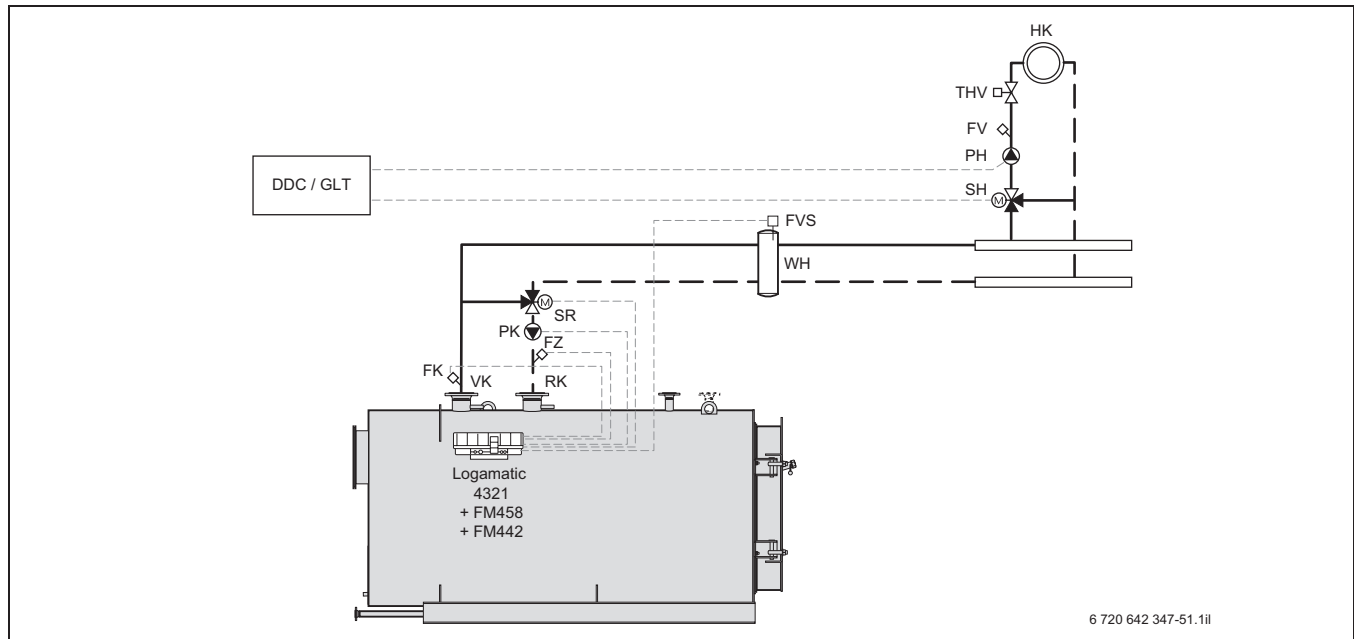 HK
THV
FV
PH
DDC / GLT
SH
M
FVS
WH
M
SR
PK
FZ
FK
VK
RK
Logamatic
4321
+ FM458
+ FM442
6 720 642 347-51.1il